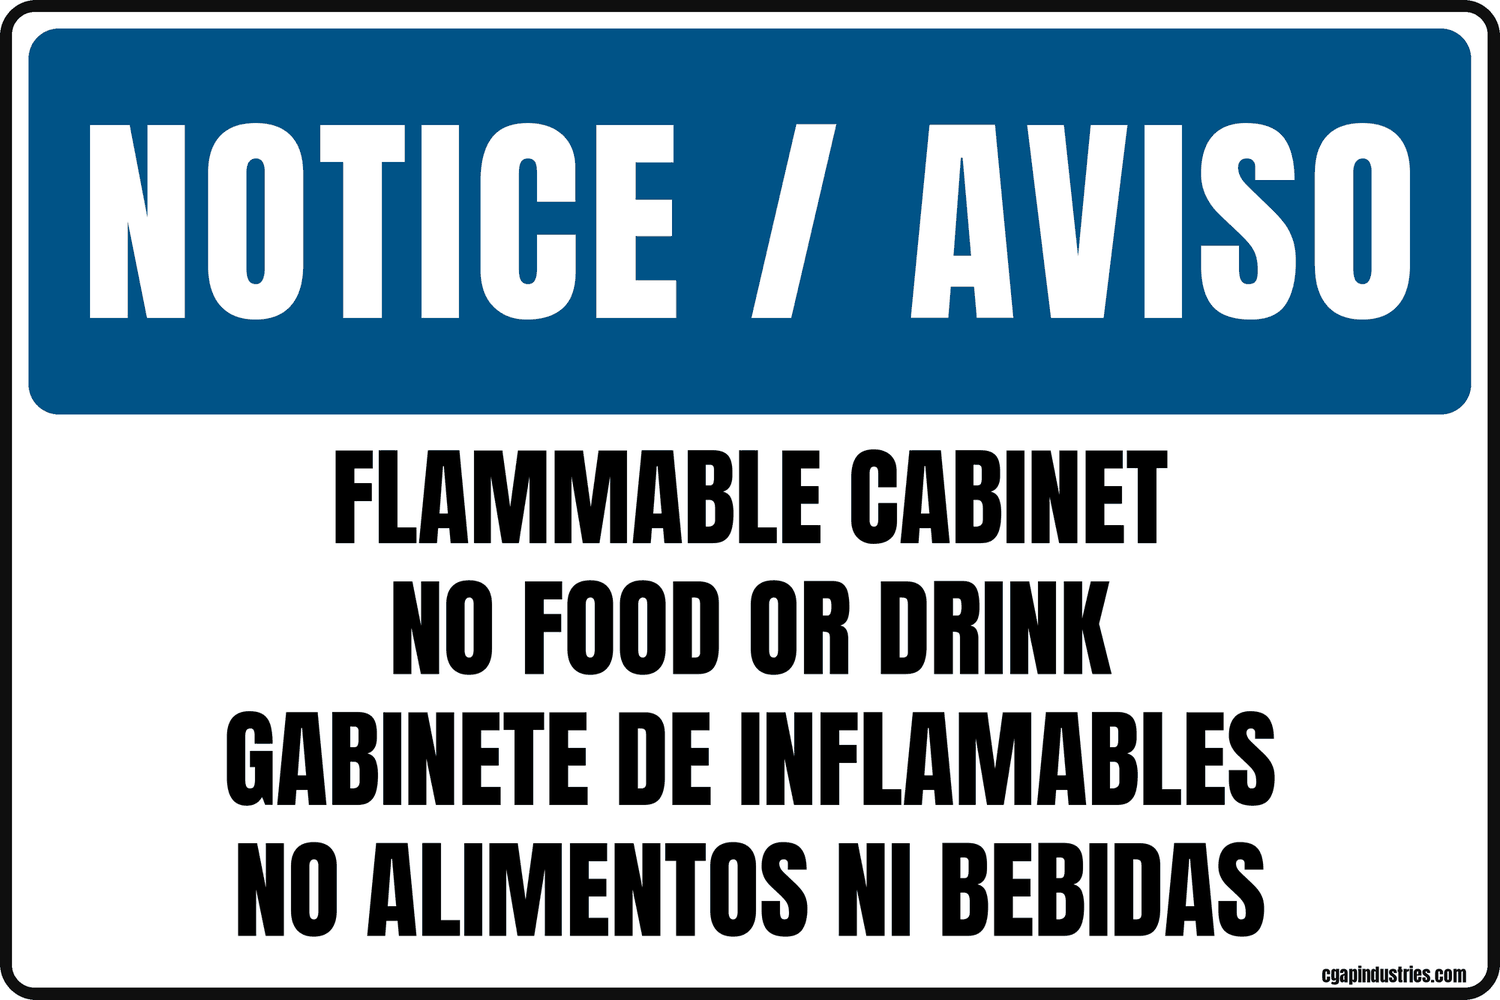 NOTICE / AVISO
FLAMMABLE CABINET
NO FOOD OR DRINK
GABINETE DE INFLAMABLES
NO ALIMENTOS NI BEBIDAS
cgapindustries.com